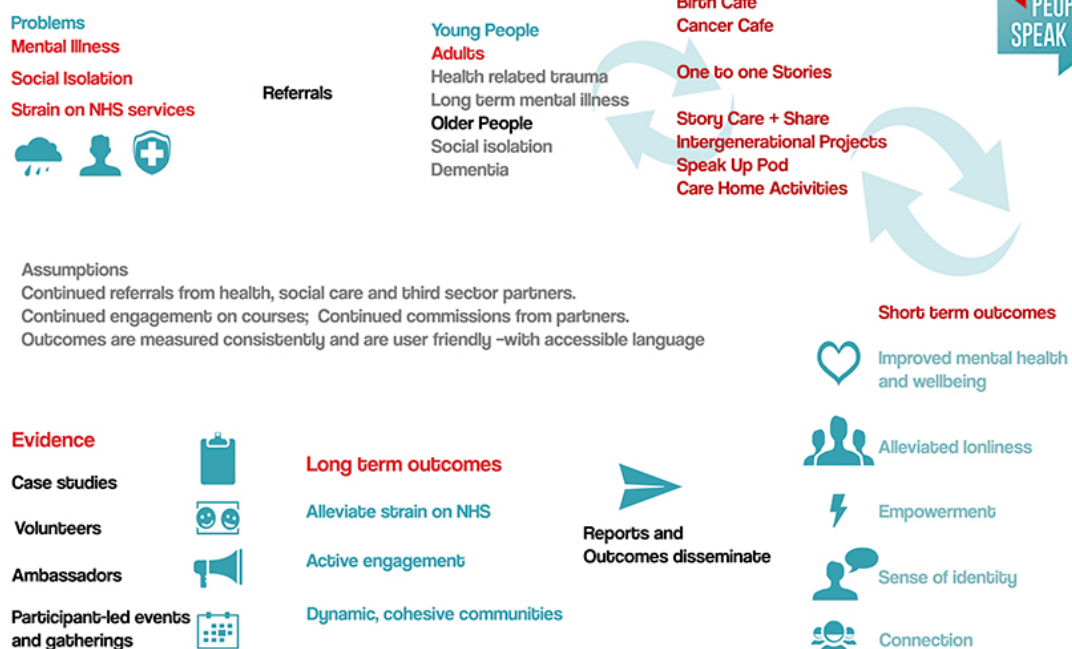 Problems
Mental Illness
Social Isolation
Strain on NHS services
Referrals
Young People
Adults
Health related trauma
Long term mental illness
Older People
Social isolation
Dementia
Birth Cafe
Cancer Cafe
One to one Stories
Story Care + Share
Intergenerational Projects
Speak Up Pod
Care Home Activities
SPEAK
Assumptions
Continued referrals from health, social care and third sector partners.
Continued engagement on courses; Continued commissions from partners.
Outcomes are measured consistently and are user friendly -with accessible language
Short term outcomes
Improved mental health
and wellbeing
Alleviated lonliness
Empowerment
Sense of identity
Connection
Evidence
Case studies
Volunteers
Ambassadors
Participant-led events
and gatherings
Long term outcomes
Alleviate strain on NHS
Active engagement
Dynamic, cohesive communities
Reports and
Outcomes disseminate